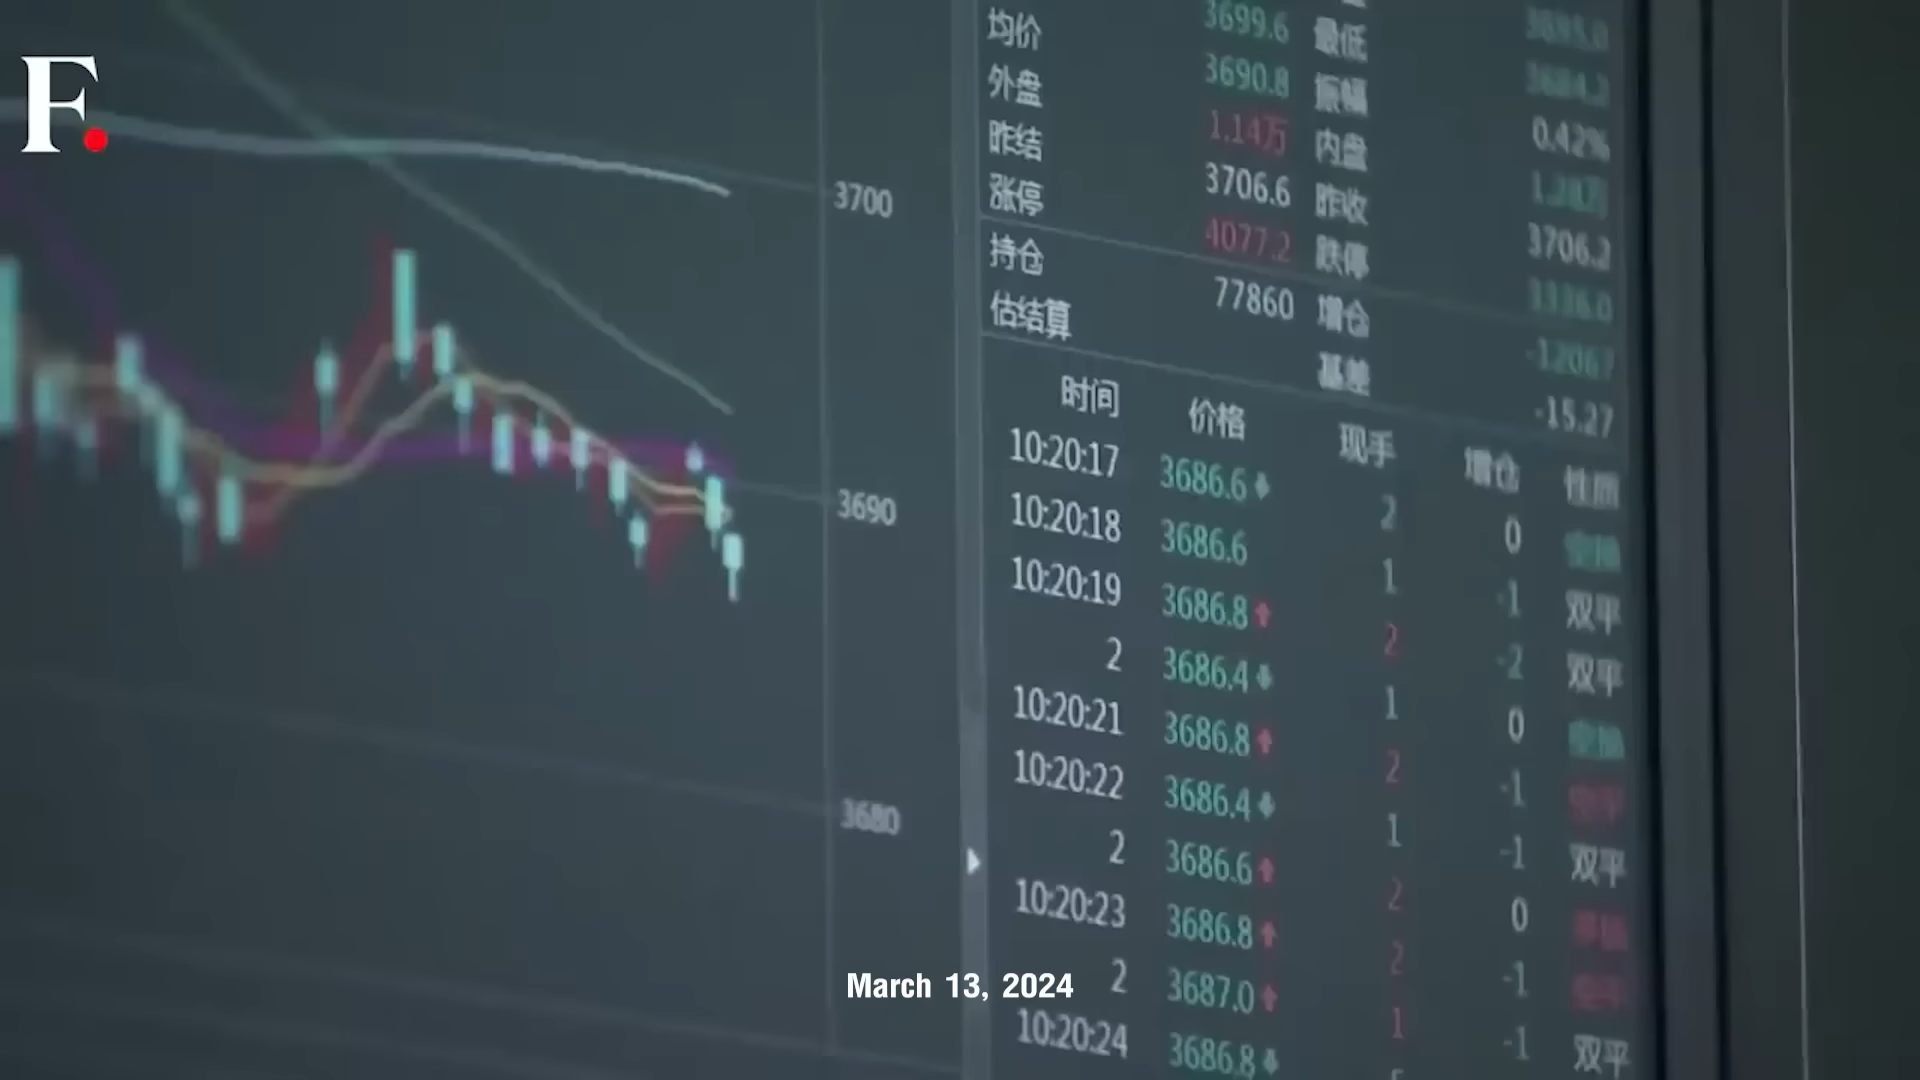 F.
3700
3690
3680
均价 3699.6 最低
外盘 3690.8 振幅
昨结 1.14万 内盘 0.42%
涨停 3706.6 昨收
持仓 4077.2 跌停 3706.2
估结算 77860 增仓
基差 -12067
-15.27
时间 价格 现手 增仓 性质
10:20:17 3686.6 2 0
10:20:18 3686.6 1 -1 双平
10:20:19 3686.8 2 -2 双平
2 3686.4 1 0
10:20:21 3686.8 2 -1
10:20:22 3686.4 1 -1 双平
2 3686.6 2 0
10:20:23 3686.8 2 -1
2 3687.0 1 -1 双平
10:20:24 3686.8
March 13, 2024